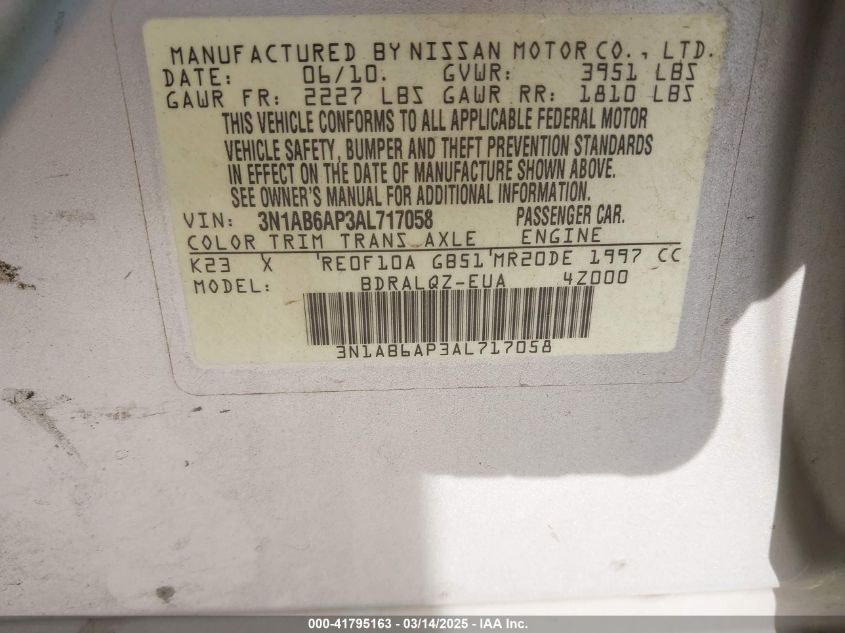 MANUFACTURED BY NISSAN MOTOR CO., LTD.
DATE: 06/10. GVWR: 3951 LBS
GAWR FR: 2227 LBS GAWR RR: 1810 LBS
THIS VEHICLE CONFORMS TO ALL APPLICABLE FEDERAL MOTOR
VEHICLE SAFETY, BUMPER AND THEFT PREVENTION STANDARDS
IN EFFECT ON THE DATE OF MANUFACTURE SHOWN ABOVE.
SEE OWNER'S MANUAL FOR ADDITIONAL INFORMATION.
VIN: 3N1AB6AP3AL717058 PASSENGER CAR.
COLOR TRIM TRANS AXLE ENGINE
K23 X RE0F10A GB51 MR20DE 1997 CC
MODEL: BDRALQZ-EUA 4Z000
3N1AB6AP3AL717058
000-41795163 - 03/14/2025 - IAA Inc.